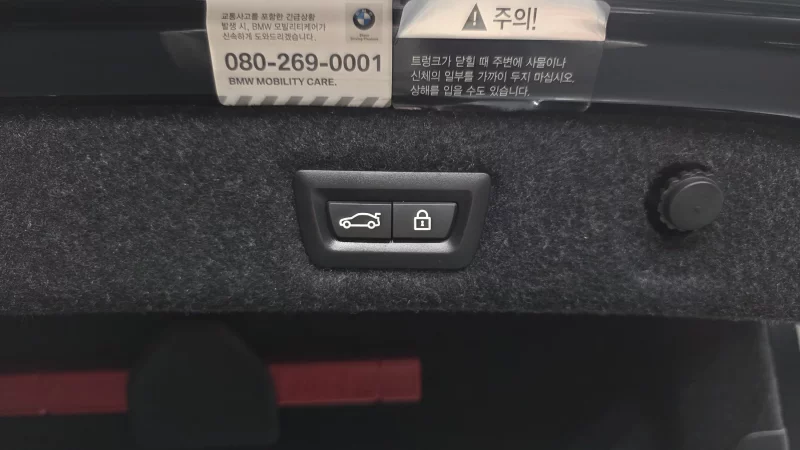 교통사고를 포함한 긴급상황
발생 시, BMW 모빌리티케어가
신속하게 도와드리겠습니다.
080-269-0001
BMW MOBILITY CARE.
주의!
트렁크가 닫힐 때 주변에 사물이나
신체의 일부를 가까이 두지 마십시오.
상해를 입을 수도 있습니다.